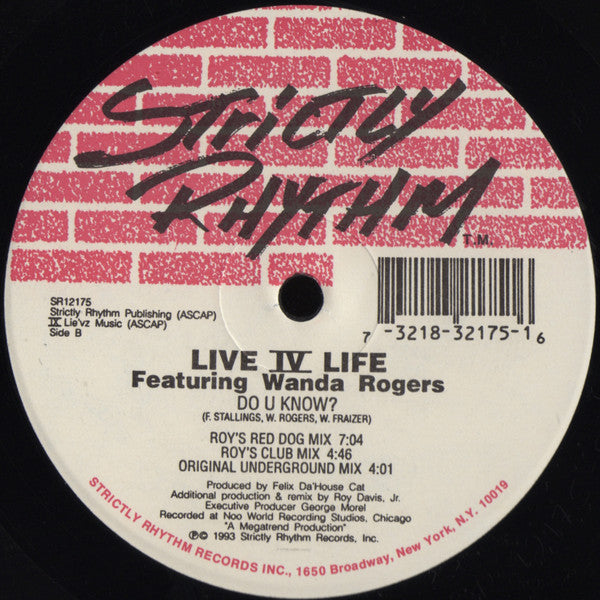 STRICTLY
RHYTHM
T.M.
SR12175
Strictly Rhythm Publishing (ASCAP)
IX Lie'vz Music (ASCAP)
Side B
7 -3218-32175-1 6
LIVE IV LIFE
Featuring Wanda Rogers
DO U KNOW?
(F. STALLINGS, W. ROGERS, W. FRAIZER)
ROY'S RED DOG MIX 7:04
ROY'S CLUB MIX 4:46
ORIGINAL UNDERGROUND MIX 4:01
Produced by Felix Da'House Cat
Additional production & remix by Roy Davis, Jr.
Executive Producer George Morel
Recorded at Noo World Recording Studios, Chicago
"A Megatrend Production"
℗© 1993 Strictly Rhythm Records, Inc.
STRICTLY RHYTHM RECORDS INC., 1650 Broadway, New York, N.Y. 10019